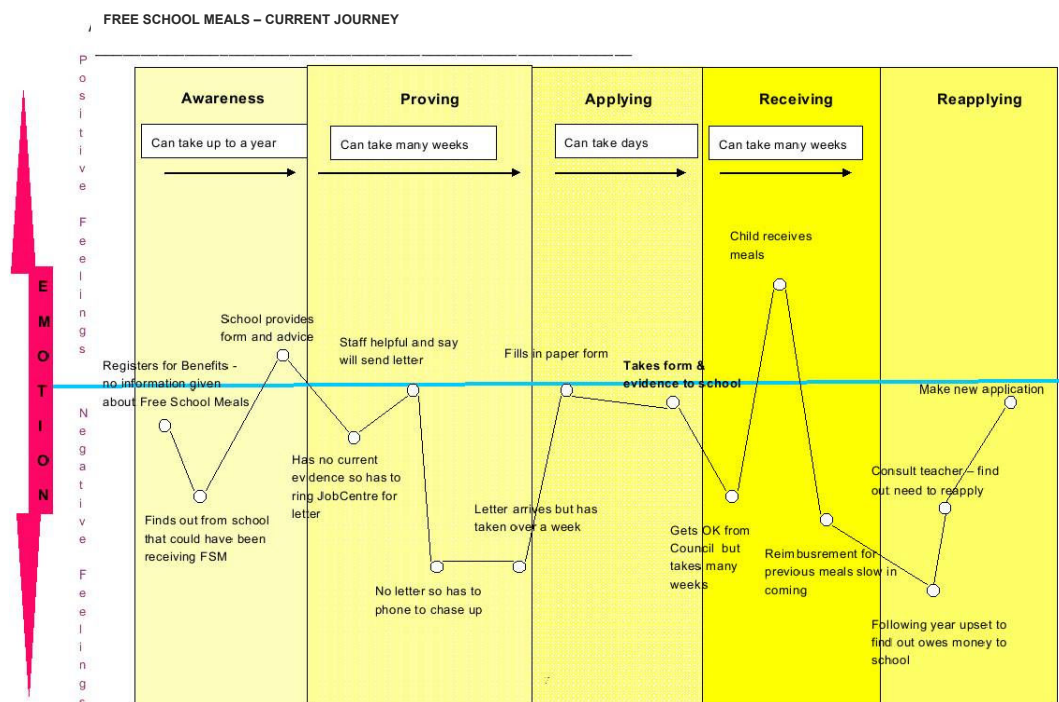 FREE SCHOOL MEALS – CURRENT JOURNEY
Positive Feelings
Negative Feelings
EMOTION
Awareness
Can take up to a year
Registers for Benefits -
no information given
about Free School Meals
Finds out from school
that could have been
receiving FSM
School provides
form and advice
Proving
Can take many weeks
Has no current
evidence so has to
ring JobCentre for
letter
Staff helpful and say
will send letter
No letter so has to
phone to chase up
Letter arrives but has
taken over a week
Applying
Can take days
Fills in paper form
Takes form &
evidence to school
Receiving
Can take many weeks
Gets OK from
Council but
takes many
weeks
Child receives
meals
Reimbusrement for
previous meals slow in
coming
Reapplying
Following year upset to
find out owes money to
school
Consult teacher – find
out need to reapply
Make new application